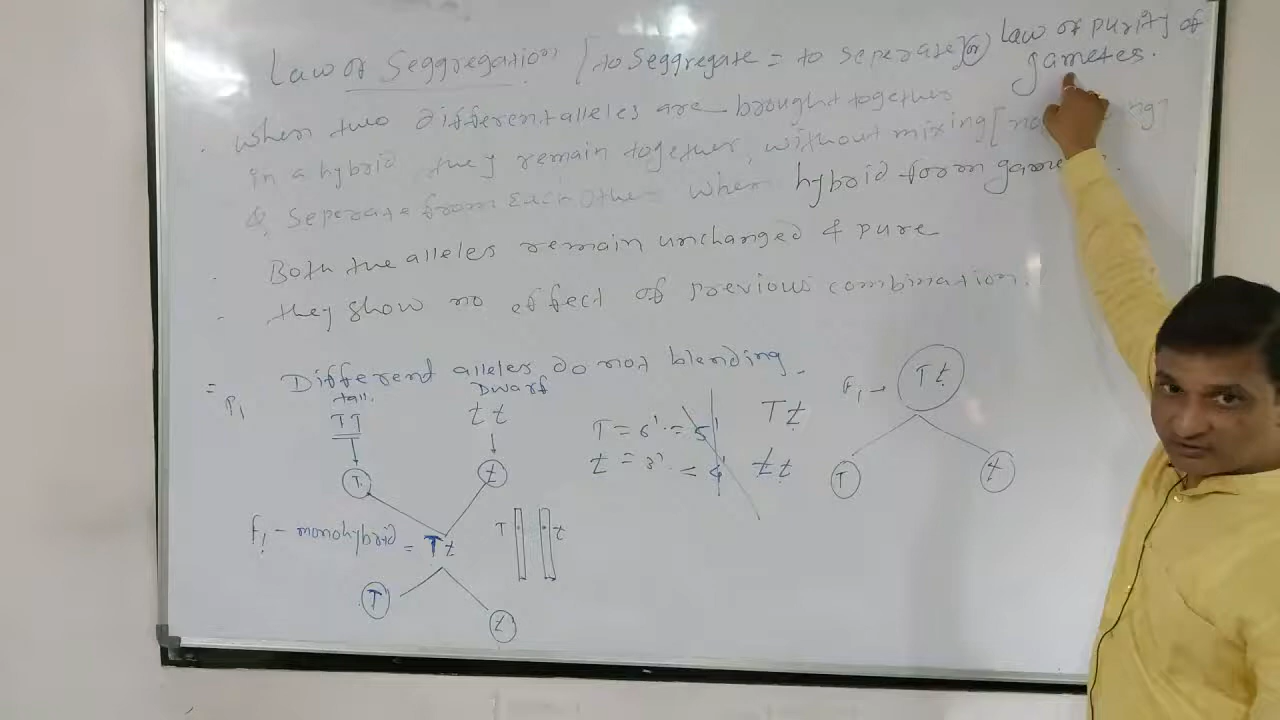 Law of Seggregation [to Seggregate = to seperate] or) Law of purity of
gametes.
. When two different alleles are brought together
in a hybrid they remain together, without mixing [
& Seperate from Each Other when hybrid form game
. Both the alleles remain unchanged & pure
- they show no effect of previous combination.
= Differend alleles do not blending.
P1 tall. Dwarf
TT tt
T t
F1 - monohybrid = Tt
T t
T t
T = 6' = 5' Tt
t = 3' = 4' tt
F1 - Tt
T t